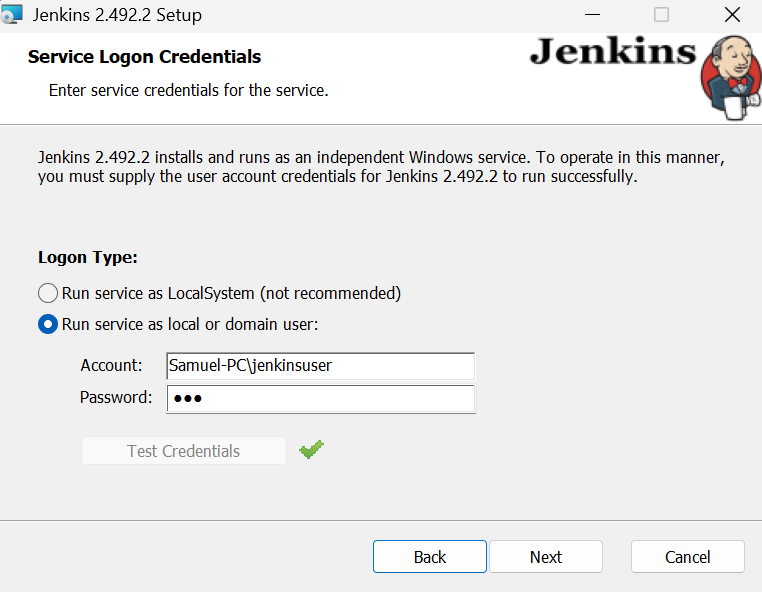 Jenkins 2.492.2 Setup
Service Logon Credentials
Jenkins
Enter service credentials for the service.
Jenkins 2.492.2 installs and runs as an independent Windows service. To operate in this manner,
you must supply the user account credentials for Jenkins 2.492.2 to run successfully.
Logon Type:
Run service as LocalSystem (not recommended)
Run service as local or domain user:
Account: Samuel-PC\jenkinsuser
Password: ●●●
Test Credentials
Back Next Cancel